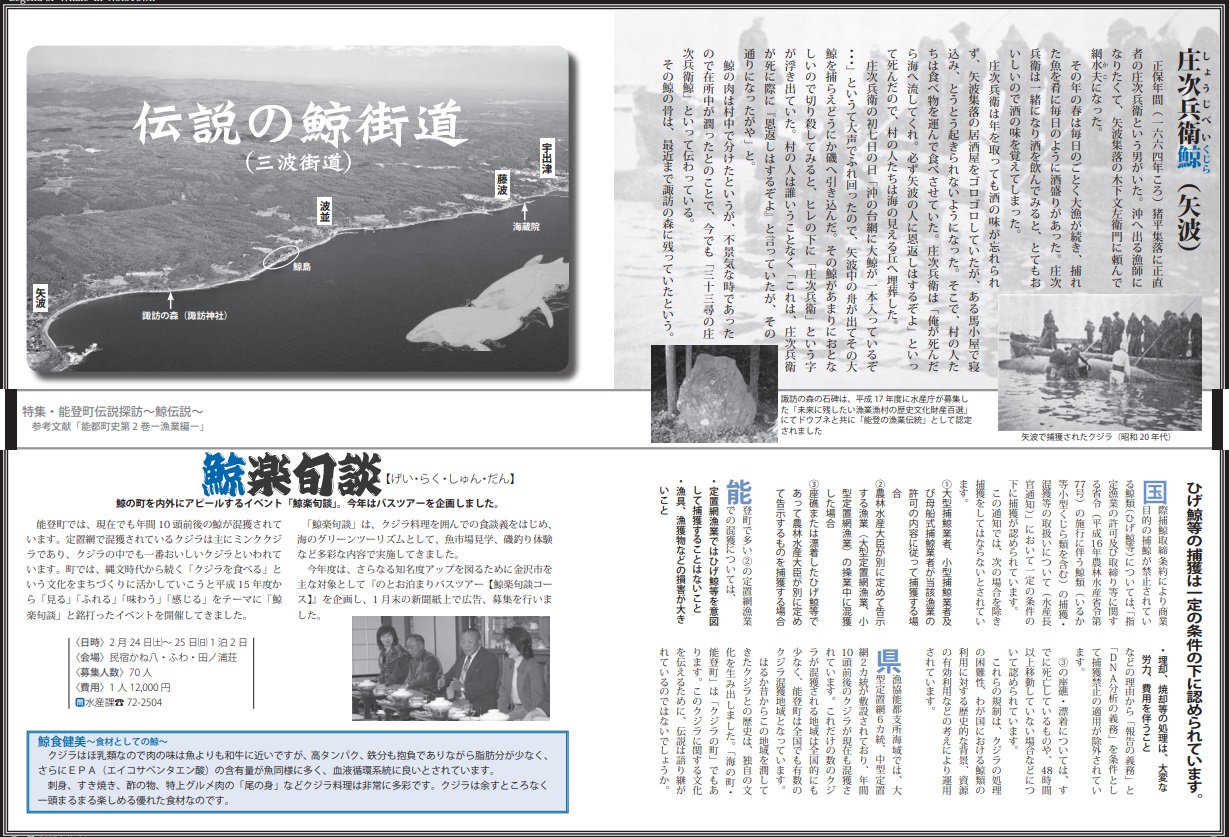 庄次兵衛鯨(矢波)
しょうじべいくじら
正保年間(一六六四年ころ)猪平集落に正直
者の庄次兵衛という男がいた。沖へ出る漁師に
なりたくて、矢波集落の木下文左衛門に頼んで
網水夫になった。
その年の春は毎日のごとく大漁が続き、捕れ
た魚を肴に毎日のように酒盛りがあった。庄次
兵衛は一緒になり酒を飲んでみると、とてもお
いしいので酒の味を覚えてしまった。
庄次兵衛は年を取っても酒の味が忘れられ
ず、矢波集落の居酒屋をゴロゴロしていたが、ある馬小屋で寝
込み、とうとう起きられないようになった。そこで、村の人た
ちは食べ物を運んで食べさせていた。庄次兵衛は「俺が死んだ
ら海へ流してくれ。必ず矢波の人に恩返しはするぞよ」といっ
て死んだので、村の人たちは海の見える丘へ埋葬した。
庄次兵衛の初七日の日「沖の台網に大鯨が一本入っているぞ
・・」というて大声でふれ回ったので、矢波中の舟が出てその大
鯨を捕らえどうにか磯へ引き込んだ。その鯨があまりにおとな
しいので切り殺してみると、ヒレの下に「庄次兵衛」という字
が浮き出ていた。村の人は誰いうことなく「これは、庄次兵衛
が死に際に『恩返しはするぞよ』と言っていたが、その
通りになったがや」と。
鯨の肉は村中で分けたというが、不景気な時であった
ので在所中が潤ったとのことで、今でも「三十三尋の庄
次兵衛鯨」といって伝わっている。
その鯨の骨は、最近まで諏訪の森に残っていたという。
伝説の鯨街道
(三波街道)
宇出津
藤波
波並
海蔵院
鯨島
矢波
諏訪の森(諏訪神社)
諏訪の森の石碑は、平成17年度に水産庁が募集し
た「未来に残したい漁業漁村の歴史文化財産百選」
にてドウブネと共に「能登の漁業伝統」として認定
されました
矢波で捕獲されたクジラ(昭和20年代)
特集・能登町伝説探訪〜鯨伝説〜
参考文献「能都町史第2巻ー漁業編ー」
鯨楽旬談【げい・らく・しゅん・だん】
鯨の町を内外にアピールするイベント「鯨楽旬談」。今年はバスツアーを企画しました。
能登町では、現在でも年間10頭前後の鯨が混獲されて
います。定置網で混獲されているクジラは主にミンククジ
ラであり、クジラの中でも一番おいしいクジラといわれて
います。町では、縄文時代から続く「クジラを食べる」と
いう文化をまちづくりに活かしていこうと平成15年度か
ら「見る」「ふれる」「味わう」「感じる」をテーマに「鯨
楽旬談」と銘打ったイベントを開催してきました。
「鯨楽旬談」は、クジラ料理を囲んでの食談義をはじめ、
海のグリーンツーリズムとして、魚市場見学、磯釣り体験
など多彩な内容で実施してきました。
今年度は、さらなる知名度アップを図るために金沢市を
主な対象として『のとお泊まりバスツアー【鯨楽旬談コー
ス】』を企画し、1月末の新聞紙上で広告、募集を行いま
した。
〈日時〉2月24日㈯〜25日㈰1泊2日
〈会場〉民宿かね八・ふわ・田ノ浦荘
〈募集人数〉70人
〈費用〉1人12,000円
問水産課☎72-2504
鯨食健美〜食材としての鯨〜
クジラはほ乳類なので肉の味は魚よりも和牛に近いですが、高タンパク、鉄分も抱負でありながら脂肪分が少なく、
さらにEPA(エイコサペンタエン酸)の含有量が魚同様に多く、血液循環系統に良いとされています。
刺身、すき焼き、酢の物、特上グルメ肉の「尾の身」などクジラ料理は非常に多彩です。クジラは余すところなく
一頭まるまる楽しめる優れた食材なのです。
ひげ鯨等の捕獲は一定の条件の下に認められています。
国際捕鯨取締条約により商業
目的の捕鯨が禁止されてい
る鯨類(ひげ鯨等)については、「指
定漁業の許可及び取締り等に関す
る省令(平成16年農林水産省令第
77号)の施行に伴う鯨類(いるか
等小型くじら類を含む)の捕獲・
混獲等の取扱いについて(水産長
官通知)」において一定の条件の
下に捕獲が認められています。
この通知では、次の場合を除き
捕獲をしてはならないとされてい
ます。
①大型捕鯨業者、小型捕鯨業者及
び母船式捕鯨業者が当該漁業の
許可の内容に従って捕獲する場
合
②農林水産大臣が別に定めて告示
する漁業(大型定置網漁業、小
型定置網漁業)の操業中に混獲
した場合
③座礁または漂着したひげ鯨等で
あって農林水産大臣が別に定め
て告示するものを捕獲する場合
能登町で多い②の定置網漁業
での混獲については、
・定置網漁業ではひげ鯨等を意図
して捕獲することはないこと
・漁具、漁獲物などの損害が大き
いこと
・埋却、焼却等の処理は、大変な
労力、費用を伴うこと
などの理由から「報告の義務」と
「DNA分析の義務」を条件とし
て捕獲禁止の適用が除外されてい
ます。
③の座礁・漂着については、す
でに死亡しているものや、48時間
以上移動していない場合などにつ
いて認められています。
これらの規制は、クジラの処理
の困難性、わが国における鯨類の
利用に対する歴史的な背景、資源
の有効利用などの考えにより運用
されています。
県漁協能都支所海域では、大
型定置網6カ統、中型定置
網2カ統が敷設されており、年間
10頭前後のクジラが現在も混獲さ
れています。これだけの数のクジ
ラが混獲される地域は全国的にも
少なく、能登町は全国でも有数の
クジラ混獲地域となっています。
はるか昔からこの地域を潤して
きたクジラとの歴史は、独自の文
化を生み出しました。「海の町・
能登町」は「クジラの町」でもあ
ります。このクジラに関する文化
を伝えるために、伝説は語り継が
れているのではないでしょうか。